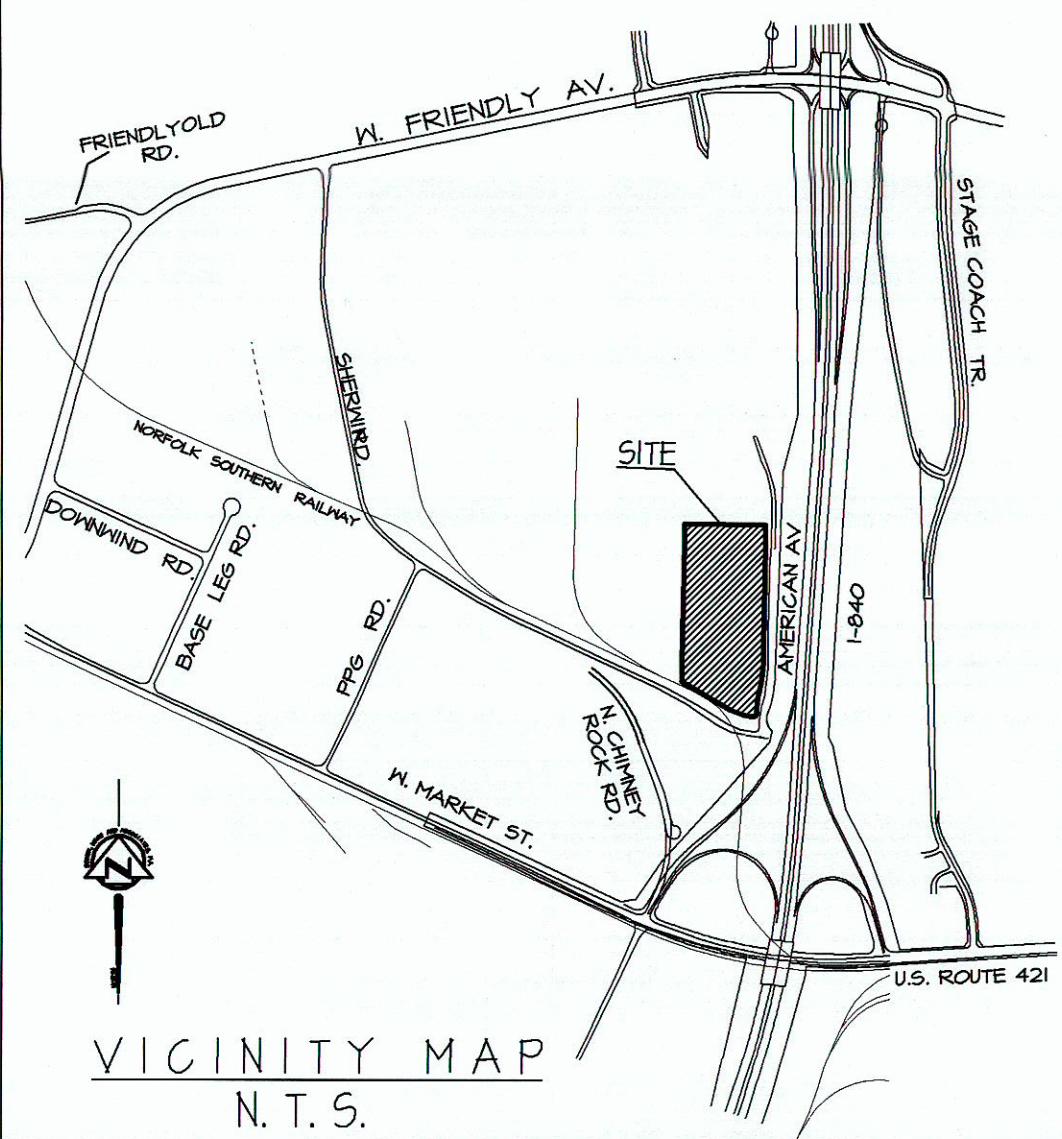 FRIENDLYOLD
RD.
W. FRIENDLY AV.
STAGE COACH TR.
SHERWIRD.
NORFOLK SOUTHERN RAILWAY
SITE
DOWNWIND RD.
BASE LEG RD.
PPG RD.
AMERICAN AV
I-840
N. CHIMNEY
ROCK RD.
W. MARKET ST.
N
U.S. ROUTE 421
VICINITY MAP
N. T. S.